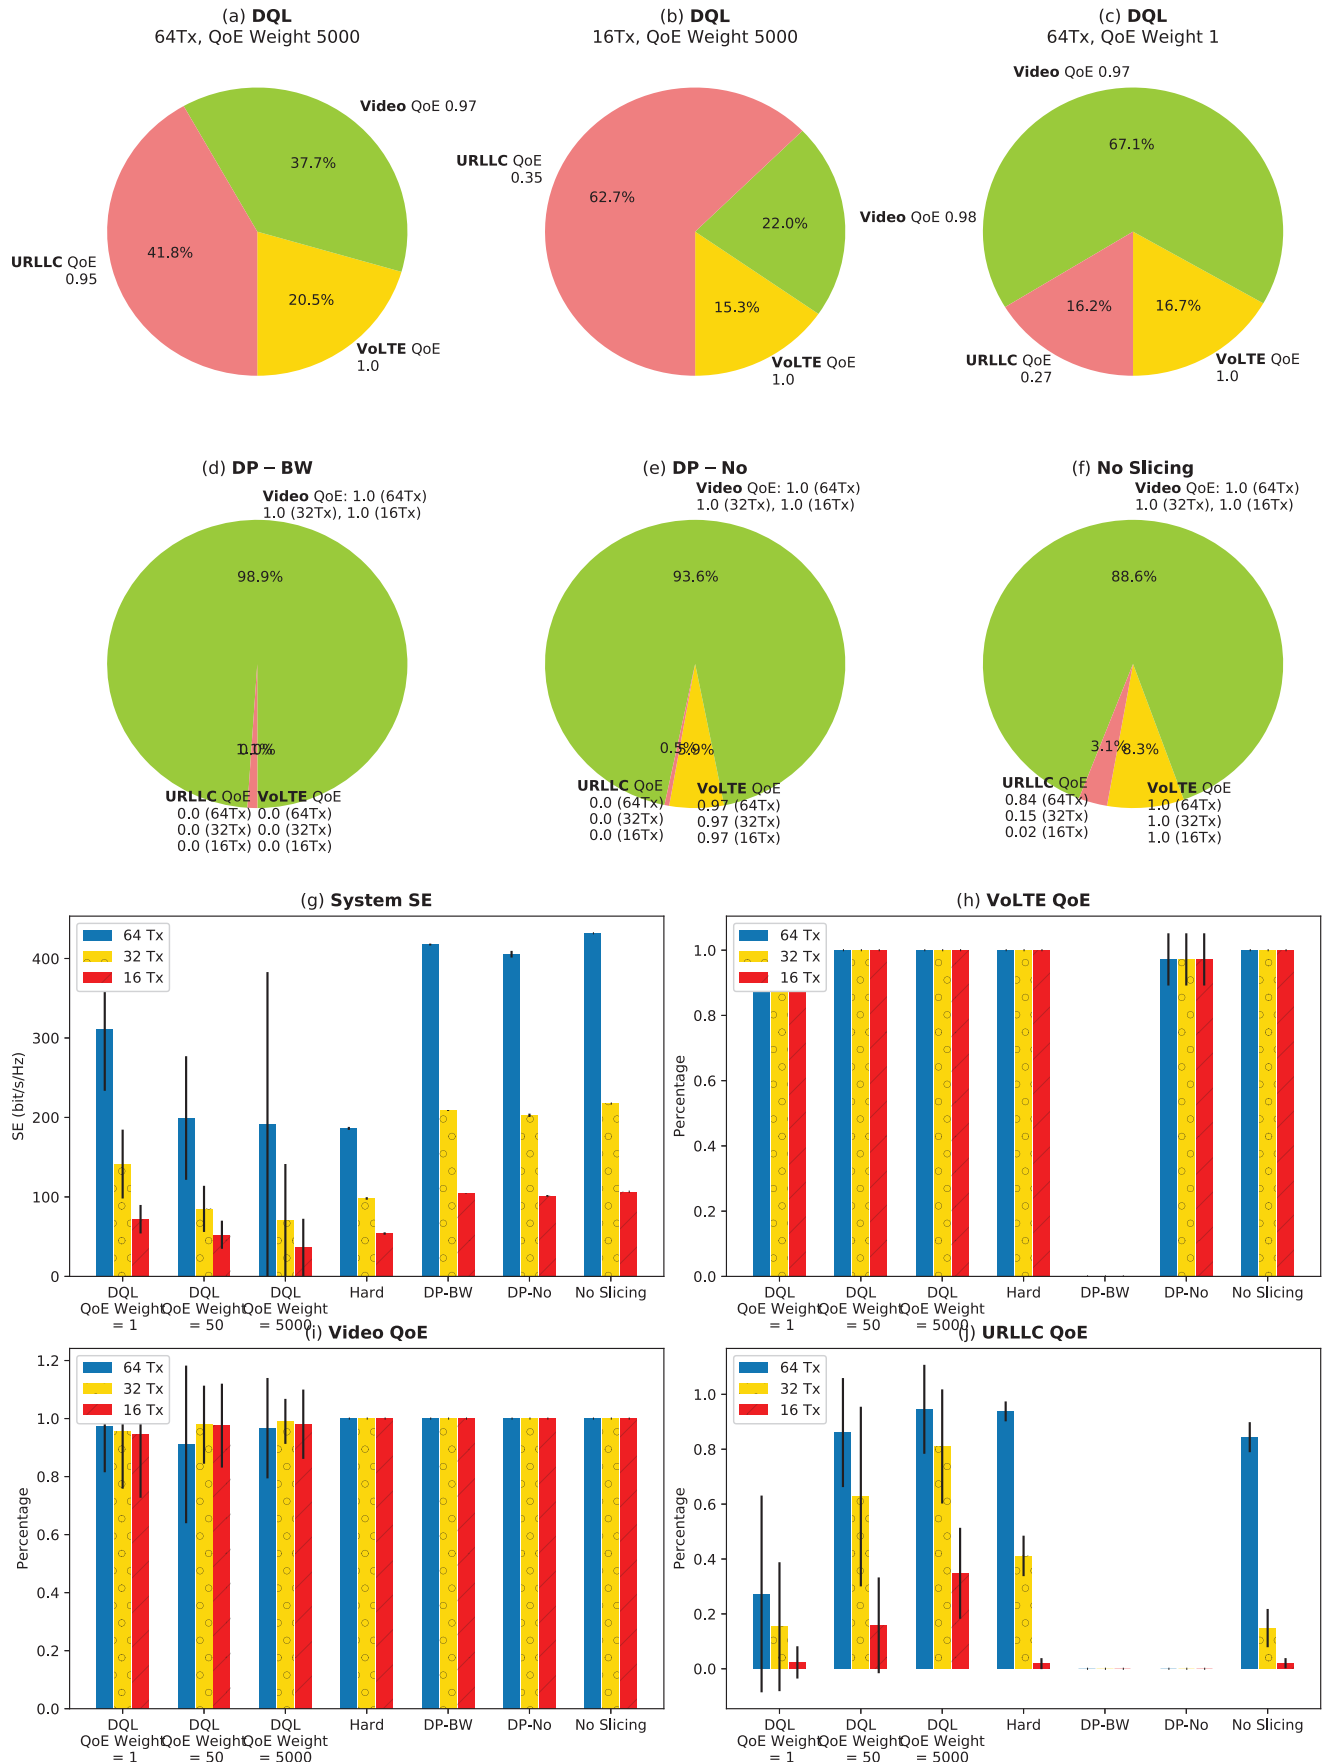 (a) DQL
64Tx, QoE Weight 5000
Video QoE 0.97
37.7%
41.8%
URLLC QoE
0.95
20.5%
VoLTE QoE
1.0
(b) DQL
16Tx, QoE Weight 5000
URLLC QoE
0.35
62.7%
22.0%
Video QoE 0.98
15.3%
VoLTE QoE
1.0
(c) DQL
64Tx, QoE Weight 1
Video QoE 0.97
67.1%
16.2%
16.7%
URLLC QoE
0.27
VoLTE QoE
1.0
(d) DP − BW
Video QoE: 1.0 (64Tx)
1.0 (32Tx), 1.0 (16Tx)
98.9%
URLLC QoE
0.0 (64Tx)
0.0 (32Tx)
0.0 (16Tx)
VoLTE QoE
0.0 (64Tx)
0.0 (32Tx)
0.0 (16Tx)
(e) DP − No
Video QoE: 1.0 (64Tx)
1.0 (32Tx), 1.0 (16Tx)
93.6%
0.5%
5.9%
URLLC QoE
0.0 (64Tx)
0.0 (32Tx)
0.0 (16Tx)
VoLTE QoE
0.97 (64Tx)
0.97 (32Tx)
0.97 (16Tx)
(f) No Slicing
Video QoE: 1.0 (64Tx)
1.0 (32Tx), 1.0 (16Tx)
88.6%
3.1%
8.3%
URLLC QoE
0.84 (64Tx)
0.15 (32Tx)
0.02 (16Tx)
VoLTE QoE
1.0 (64Tx)
1.0 (32Tx)
1.0 (16Tx)
(g) System SE
64 Tx
32 Tx
16 Tx
SE (bit/s/Hz)
400
300
200
100
0
DQL
QoE Weight
= 1
DQL
QoE Weight
= 50
DQL
QoE Weight
= 5000
Hard
DP-BW
DP-No
No Slicing
(h) VoLTE QoE
64 Tx
32 Tx
16 Tx
Percentage
1.0
0.8
0.6
0.4
0.2
0.0
DQL
QoE Weight
= 1
DQL
QoE Weight
= 50
DQL
QoE Weight
= 5000
Hard
DP-BW
DP-No
No Slicing
(i) Video QoE
64 Tx
32 Tx
16 Tx
Percentage
1.2
1.0
0.8
0.6
0.4
0.2
0.0
DQL
QoE Weight
= 1
DQL
QoE Weight
= 50
DQL
QoE Weight
= 5000
Hard
DP-BW
DP-No
No Slicing
(j) URLLC QoE
64 Tx
32 Tx
16 Tx
Percentage
1.0
0.8
0.6
0.4
0.2
0.0
DQL
QoE Weight
= 1
DQL
QoE Weight
= 50
DQL
QoE Weight
= 5000
Hard
DP-BW
DP-No
No Slicing